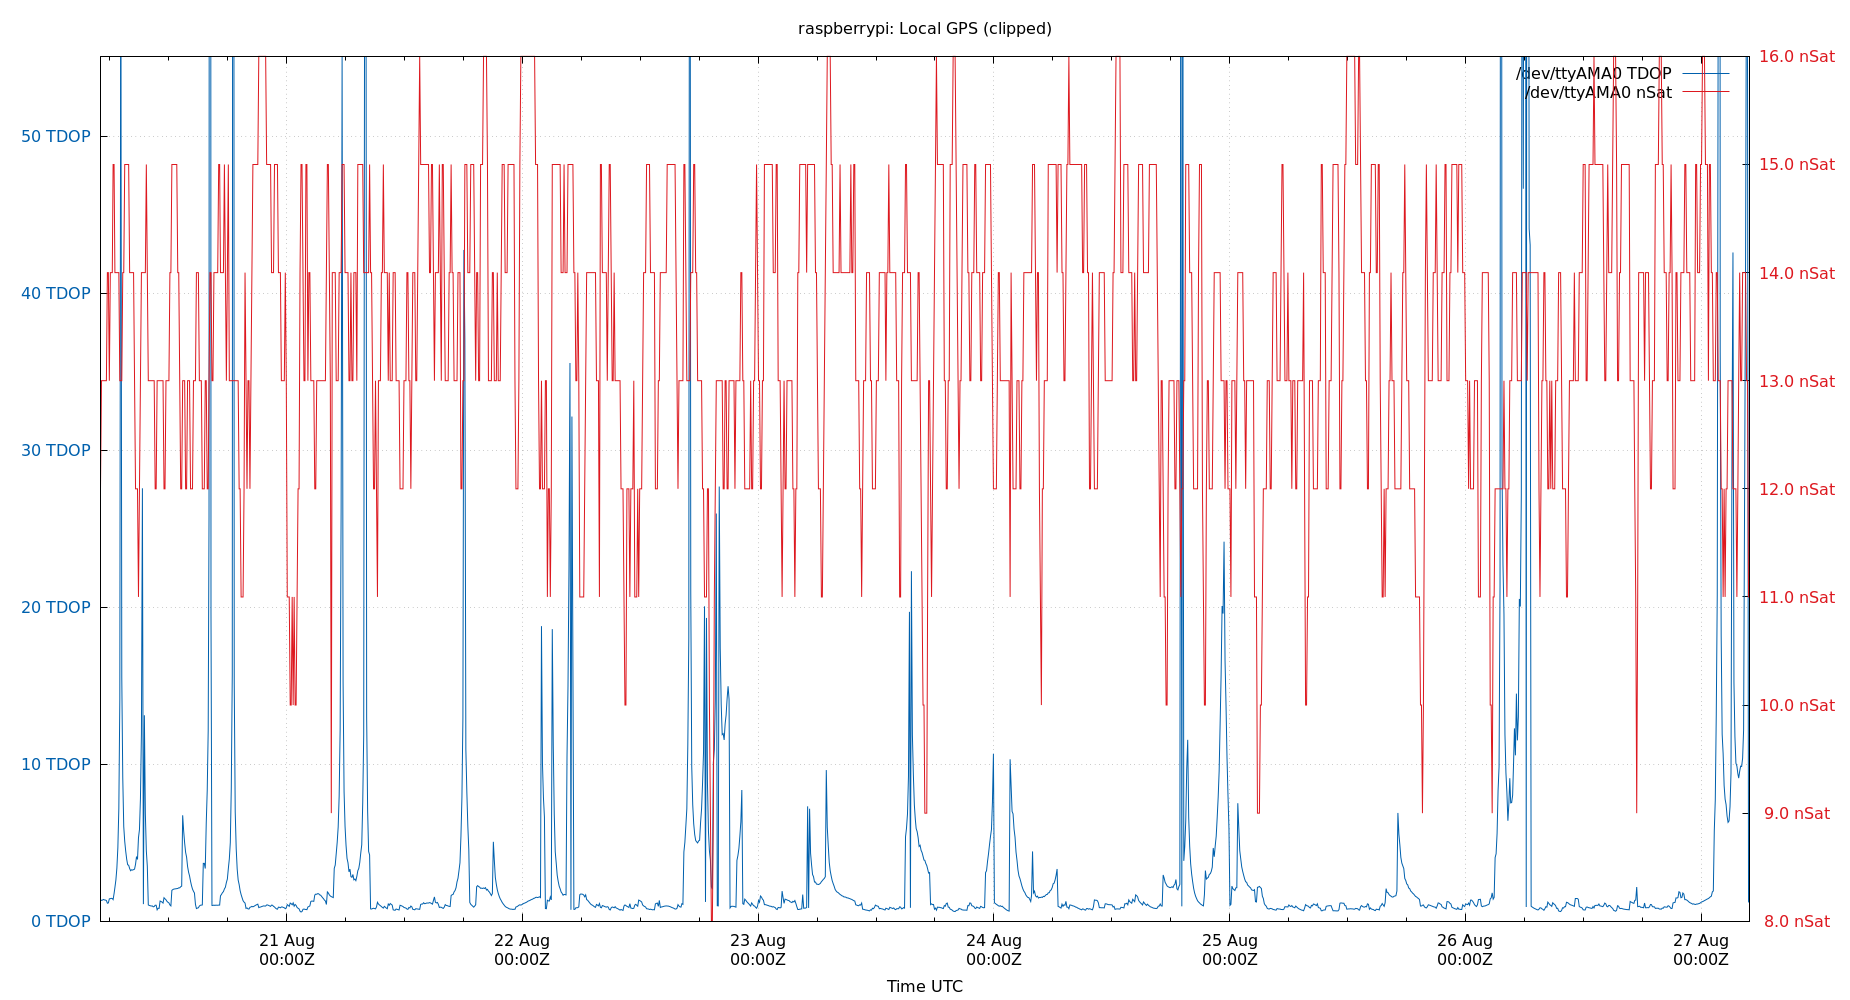 raspberrypi: Local GPS (clipped)
/dev/ttyAMA0 TDOP
/dev/ttyAMA0 nSat
50 TDOP
40 TDOP
30 TDOP
20 TDOP
10 TDOP
0 TDOP
16.0 nSat
15.0 nSat
14.0 nSat
13.0 nSat
12.0 nSat
11.0 nSat
10.0 nSat
9.0 nSat
8.0 nSat
21 Aug
00:00Z
22 Aug
00:00Z
23 Aug
00:00Z
24 Aug
00:00Z
25 Aug
00:00Z
26 Aug
00:00Z
27 Aug
00:00Z
Time UTC